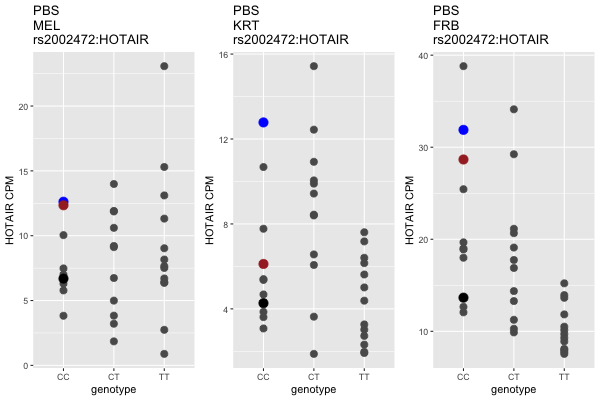 PBS
MEL
rs2002472:HOTAIR
HOTAIR CPM
20
15
10
5
0
CC CT TT
genotype
PBS
KRT
rs2002472:HOTAIR
HOTAIR CPM
16
12
8
4
CC CT TT
genotype
PBS
FRB
rs2002472:HOTAIR
HOTAIR CPM
40
30
20
10
CC CT TT
genotype